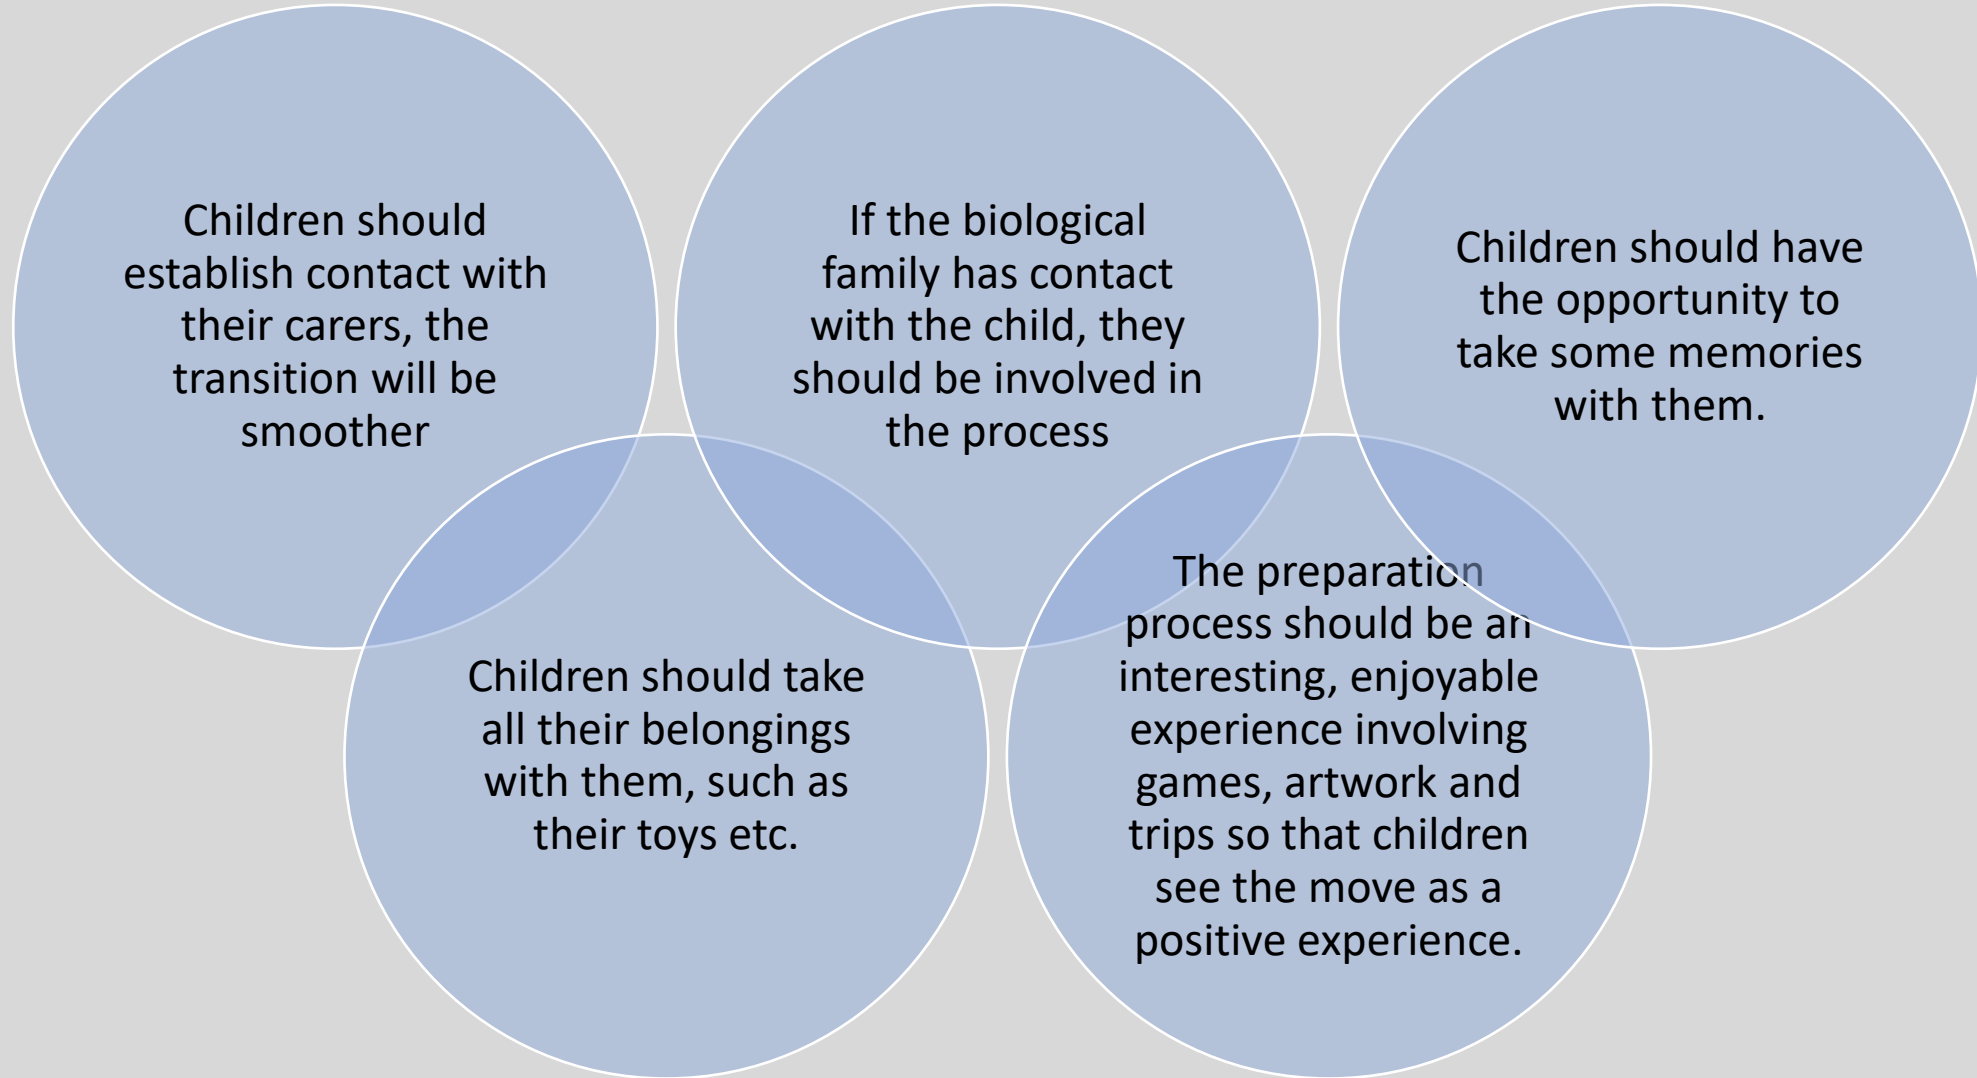 Children should
establish contact with
their carers, the
transition will be
smoother
Children should take
all their belongings
with them, such as
their toys etc.
If the biological
family has contact
with the child, they
should be involved in
the process
The preparation
process should be an
interesting, enjoyable
experience involving
games, artwork and
trips so that children
see the move as a
positive experience.
Children should have
the opportunity to
take some memories
with them.